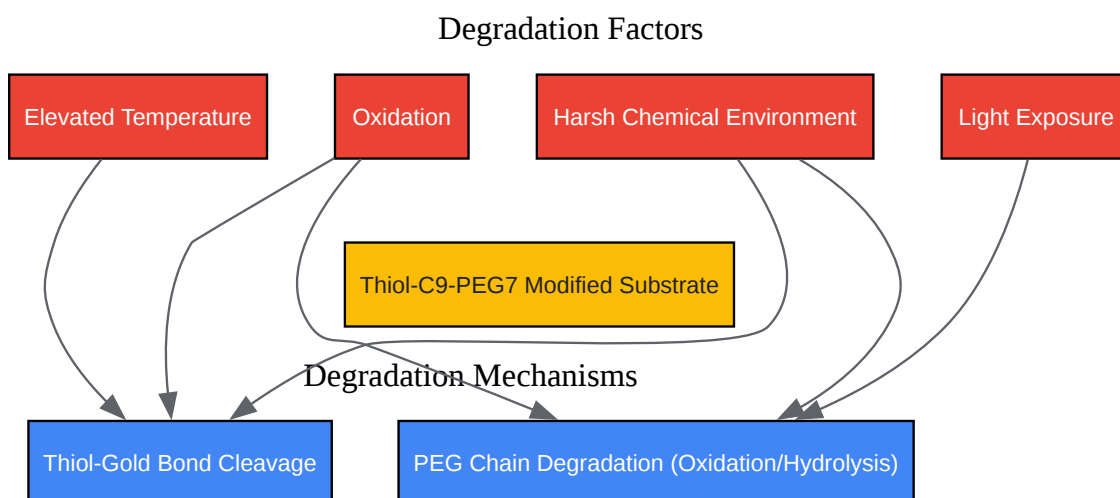 Degradation Factors
Elevated Temperature
Oxidation
Harsh Chemical Environment
Light Exposure
Thiol-C9-PEG7 Modified Substrate
Degradation Mechanisms
Thiol-Gold Bond Cleavage
PEG Chain Degradation (Oxidation/Hydrolysis)